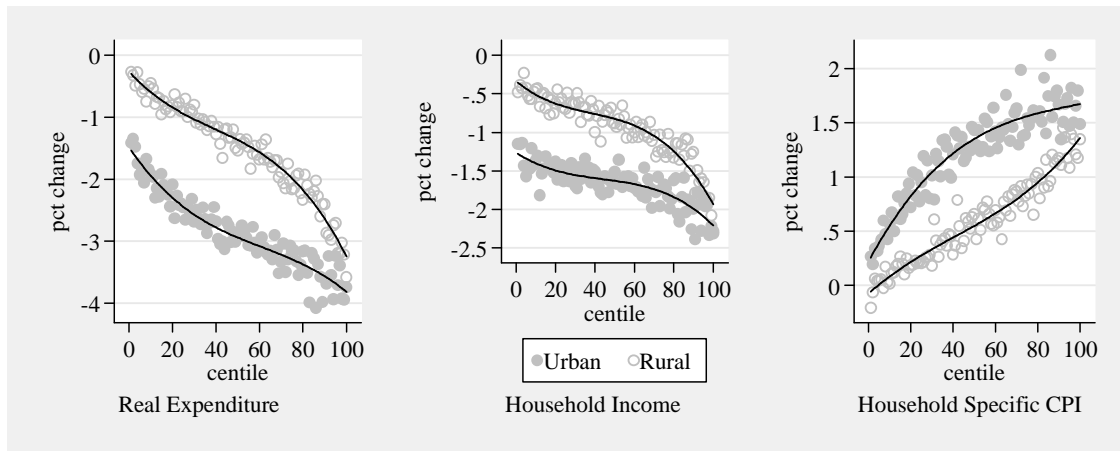 0
-1
-2
-3
-4
pct change
0 20 40 60 80 100
centile
Real Expenditure
0
-.5
-1
-1.5
-2
-2.5
pct change
0 20 40 60 80 100
centile
Urban Rural
Household Income
2
1.5
1
.5
0
pct change
0 20 40 60 80 100
centile
Household Specific CPI